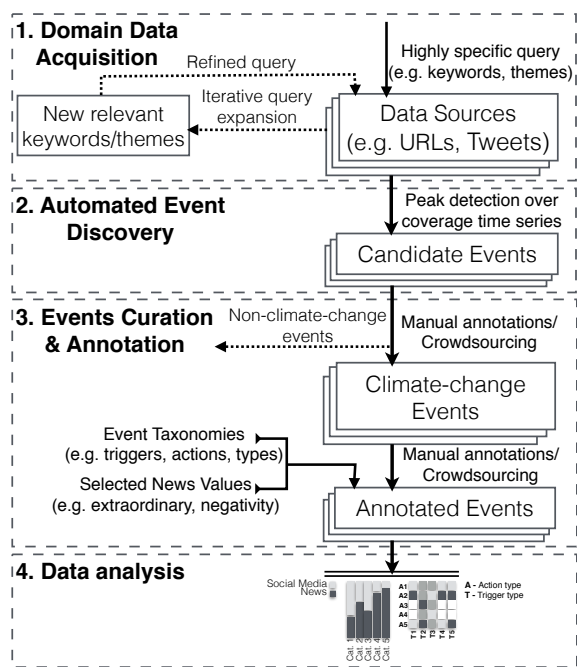 1. Domain Data
Acquisition
Highly specific query
(e.g. keywords, themes)
Refined query
New relevant
keywords/themes
Iterative query
expansion
Data Sources
(e.g. URLs, Tweets)
2. Automated Event
Discovery
Peak detection over
coverage time series
Candidate Events
3. Events Curation
& Annotation
Non-climate-change
events
Manual annotations/
Crowdsourcing
Climate-change
Events
Event Taxonomies
(e.g. triggers, actions, types)
Manual annotations/
Crowdsourcing
Selected News Values
(e.g. extraordinary, negativity)
Annotated Events
4. Data analysis
Social Media
News
Cat. 1
Cat. 2
Cat. 3
Cat. 4
Cat. 5
A1
A2
A3
A4
A5
T1
T2
T3
T4
T5
A - Action type
T - Trigger type